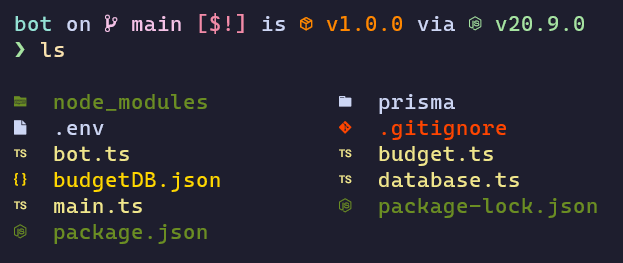 bot on main [$!] is v1.0.0 via v20.9.0
❯ ls
node_modules prisma
.env .gitignore
TS bot.ts TS budget.ts
{} budgetDB.json TS database.ts
TS main.ts package-lock.json
package.json